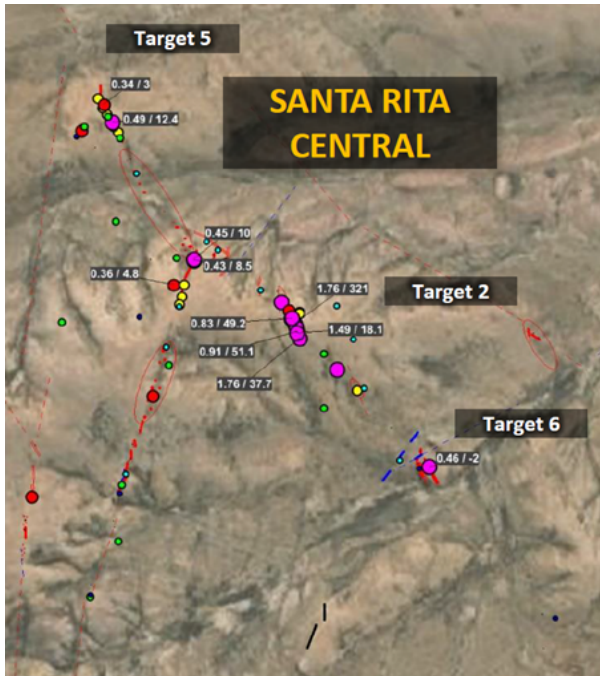 Target 5
0.34 / 3
0.49 / 12.4
SANTA RITA
CENTRAL
0.45 / 10
0.43 / 8.5
0.36 / 4.8
1.76 / 321
Target 2
0.83 / 49.2
1.49 / 18.1
0.91 / 51.1
1.76 / 37.7
Target 6
0.46 / -2